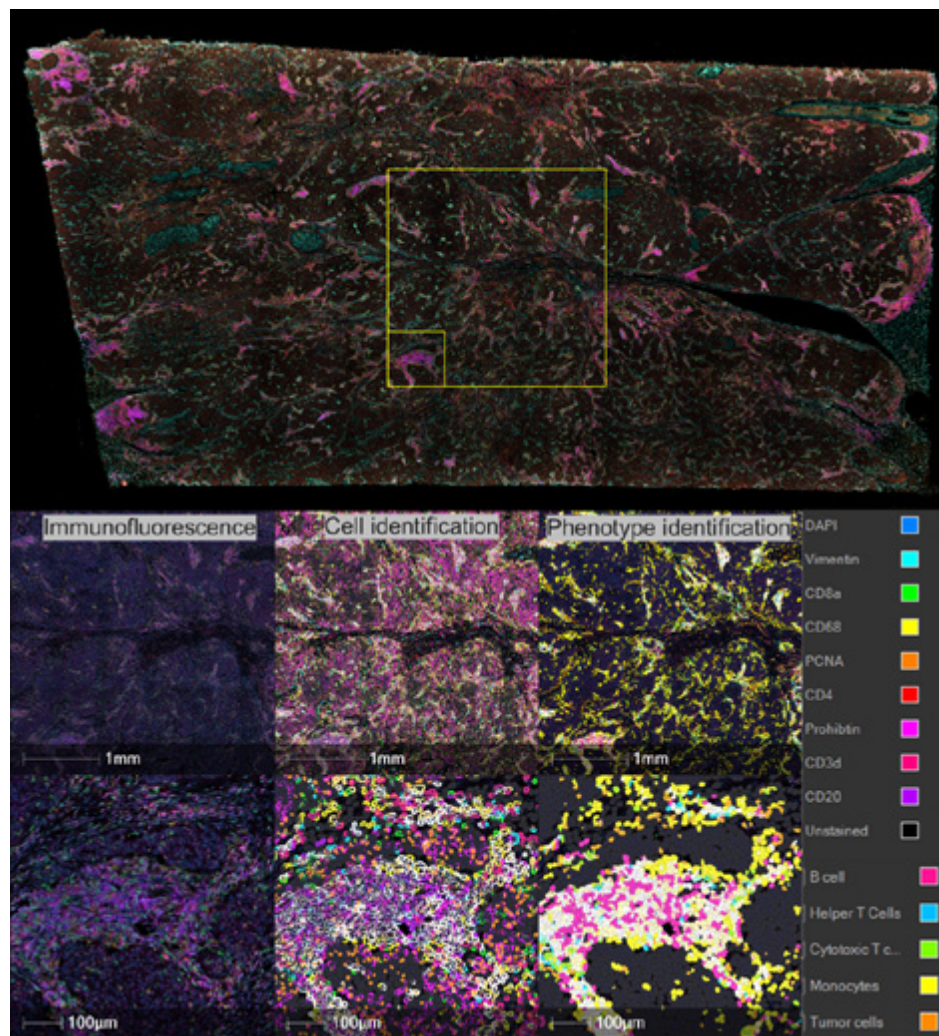 Immunofluorescence
Cell identification
Phenotype identification
1mm
1mm
1mm
100µm
100µm
100µm
DAPI
Vimentin
CD8a
CD68
PCNA
CD4
Prohibtin
CD3d
CD20
Unstained
B cell
Helper T Cells
Cytotoxic T c...
Monocytes
Tumor cells